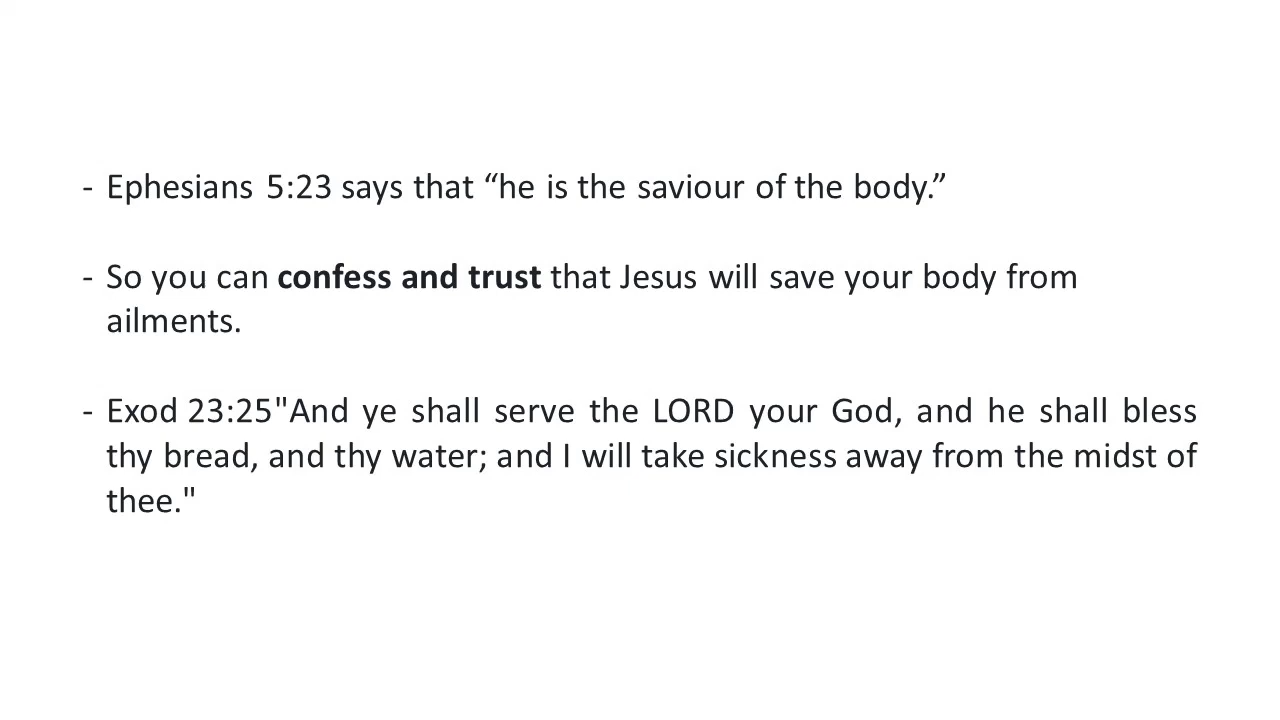 - Ephesians 5:23 says that “he is the saviour of the body.”
- So you can confess and trust that Jesus will save your body from
ailments.
- Exod 23:25"And ye shall serve the LORD your God, and he shall bless
thy bread, and thy water; and I will take sickness away from the midst of
thee."